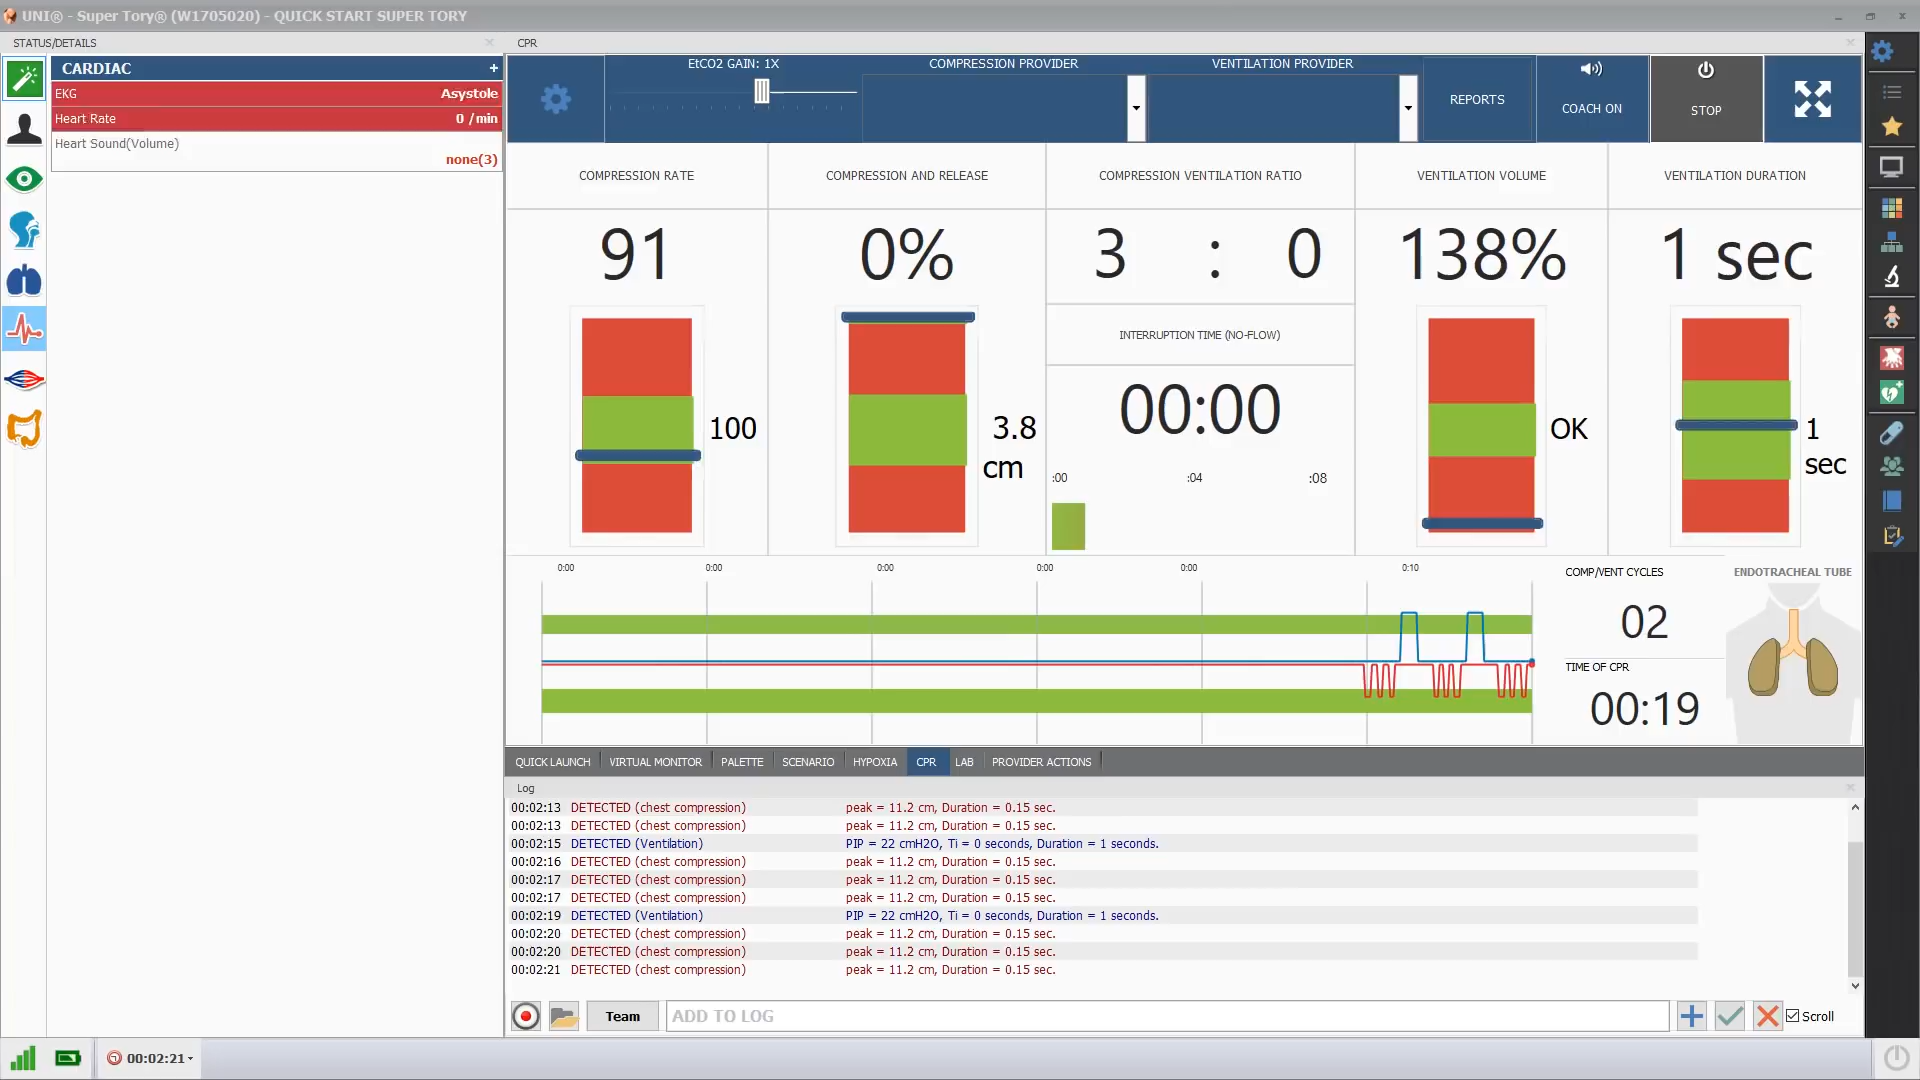 UNI® - Super Tory® (W1705020) - QUICK START SUPER TORY
STATUS/DETAILS
CARDIAC +
EKG Asystole
Heart Rate 0 /min
Heart Sound(Volume)
none(3)
CPR
EtCO2 GAIN: 1X
COMPRESSION PROVIDER
VENTILATION PROVIDER
REPORTS
COACH ON
STOP
COMPRESSION RATE
COMPRESSION AND RELEASE
COMPRESSION VENTILATION RATIO
VENTILATION VOLUME
VENTILATION DURATION
91
0%
3 : 0
138%
1 sec
INTERRUPTION TIME (NO-FLOW)
00:00
100
3.8
cm
OK
1
sec
:00 :04 :08
0:00 0:00 0:00 0:00 0:00 0:10
COMP/VENT CYCLES
02
TIME OF CPR
00:19
ENDOTRACHEAL TUBE
QUICK LAUNCH VIRTUAL MONITOR PALETTE SCENARIO HYPOXIA CPR LAB PROVIDER ACTIONS
Log
00:02:13 DETECTED (chest compression) peak = 11.2 cm, Duration = 0.15 sec.
00:02:13 DETECTED (chest compression) peak = 11.2 cm, Duration = 0.15 sec.
00:02:15 DETECTED (Ventilation) PIP = 22 cmH2O, Ti = 0 seconds, Duration = 1 seconds.
00:02:16 DETECTED (chest compression) peak = 11.2 cm, Duration = 0.15 sec.
00:02:17 DETECTED (chest compression) peak = 11.2 cm, Duration = 0.15 sec.
00:02:17 DETECTED (chest compression) peak = 11.2 cm, Duration = 0.15 sec.
00:02:19 DETECTED (Ventilation) PIP = 22 cmH2O, Ti = 0 seconds, Duration = 1 seconds.
00:02:20 DETECTED (chest compression) peak = 11.2 cm, Duration = 0.15 sec.
00:02:20 DETECTED (chest compression) peak = 11.2 cm, Duration = 0.15 sec.
00:02:21 DETECTED (chest compression) peak = 11.2 cm, Duration = 0.15 sec.
Team
ADD TO LOG
Scroll
00:02:21